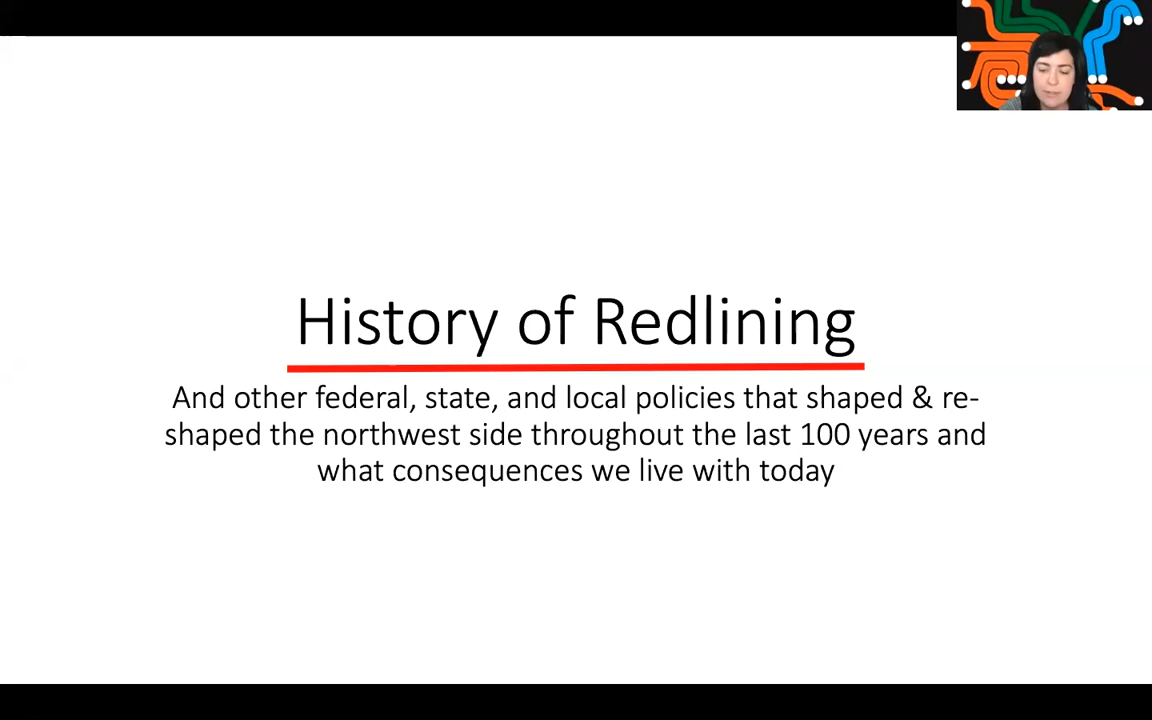 History of Redlining
And other federal, state, and local policies that shaped & re-
shaped the northwest side throughout the last 100 years and
what consequences we live with today